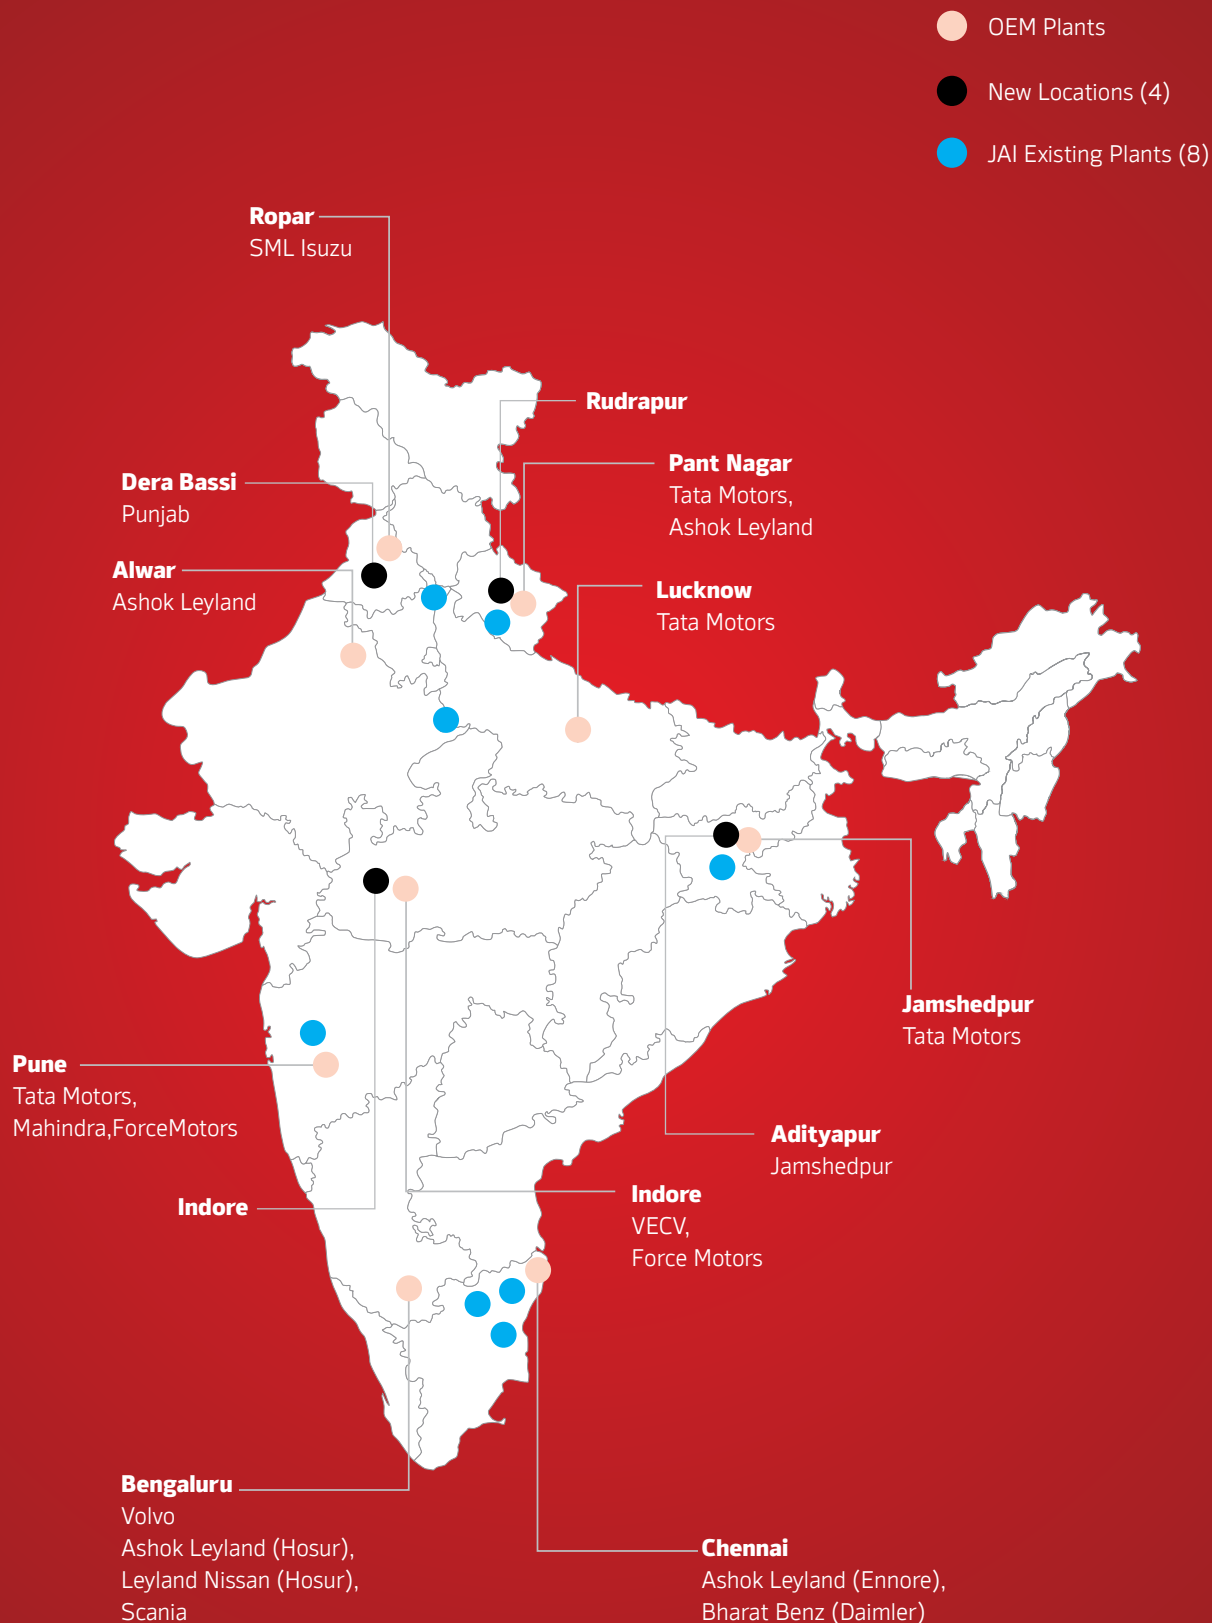 OEM Plants
New Locations (4)
JAI Existing Plants (8)
Ropar
SML Isuzu
Rudrapur
Pant Nagar
Tata Motors,
Ashok Leyland
Dera Bassi
Punjab
Alwar
Ashok Leyland
Lucknow
Tata Motors
Jamshedpur
Tata Motors
Pune
Tata Motors,
Mahindra,ForceMotors
Adityapur
Jamshedpur
Indore
Indore
VECV,
Force Motors
Bengaluru
Volvo
Ashok Leyland (Hosur),
Leyland Nissan (Hosur),
Scania
Chennai
Ashok Leyland (Ennore),
Bharat Benz (Daimler)